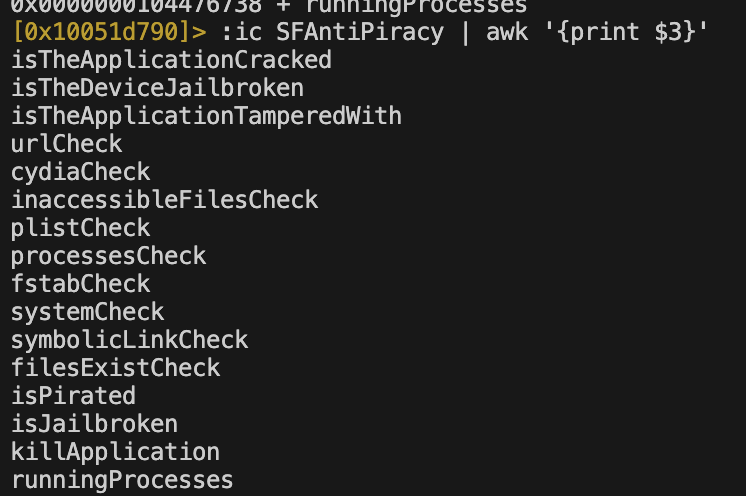 0x0000000104476738 + runningProcesses
[0x10051d790]> :ic SFAntiPiracy | awk '{print $3}'
isTheApplicationCracked
isTheDeviceJailbroken
isTheApplicationTamperedWith
urlCheck
cydiaCheck
inaccessibleFilesCheck
plistCheck
processesCheck
fstabCheck
systemCheck
symbolicLinkCheck
filesExistCheck
isPirated
isJailbroken
killApplication
runningProcesses